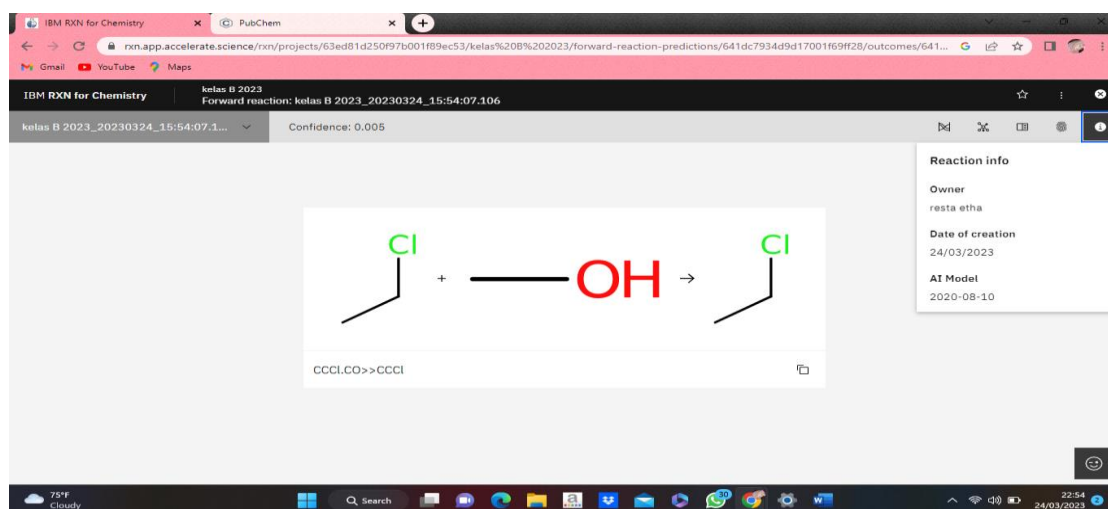 IBM RXN for Chemistry
PubChem
rxn.app.accelerate.science/rxn/projects/63ed81d250f97b001f89ec53/kelas%20B%202023/forward-reaction-predictions/641dc7934d9d17001f69ff28/outcomes/641...
Gmail YouTube Maps
IBM RXN for Chemistry
kelas B 2023
Forward reaction: kelas B 2023_20230324_15:54:07.106
kelas B 2023_20230324_15:54:07.1...
Confidence: 0.005
Reaction info
Owner
resta etha
Date of creation
24/03/2023
AI Model
2020-08-10
Cl
+
OH
→
Cl
CCCl.CO>>CCCl
75°F
Cloudy
Search
30
22:54
24/03/2023